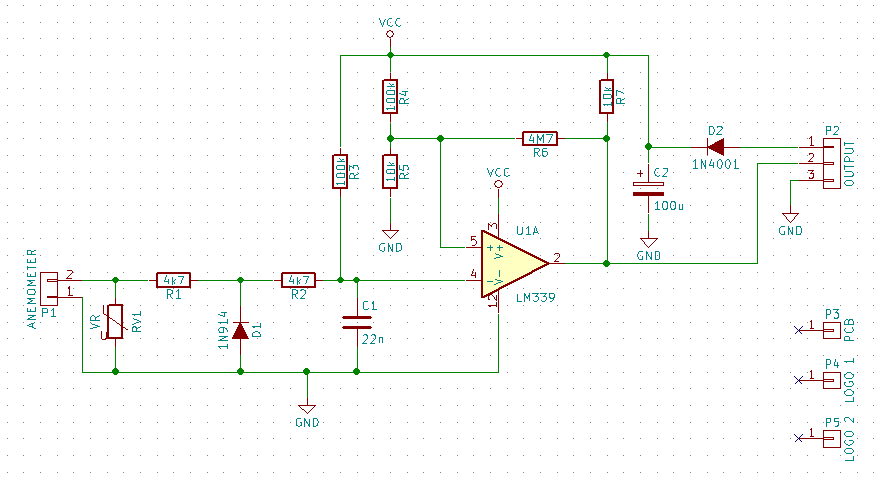 VCC
100k
R4
10k
R7
4M7
R6
100k
R3
10k
R5
VCC
GND
D2
1N4001
P2
1
2
3
OUTPUT
+
C2
100u
GND
GND
U1A
3
5
+
V+
2
4
-
V-
12
LM339
ANEMOMETER
2
1
P1
4k7
R1
4k7
R2
VR
U
RV1
1N914
D1
C1
22n
GND
P3
1
PCB
P4
1
LOGO 1
P5
1
LOGO 2